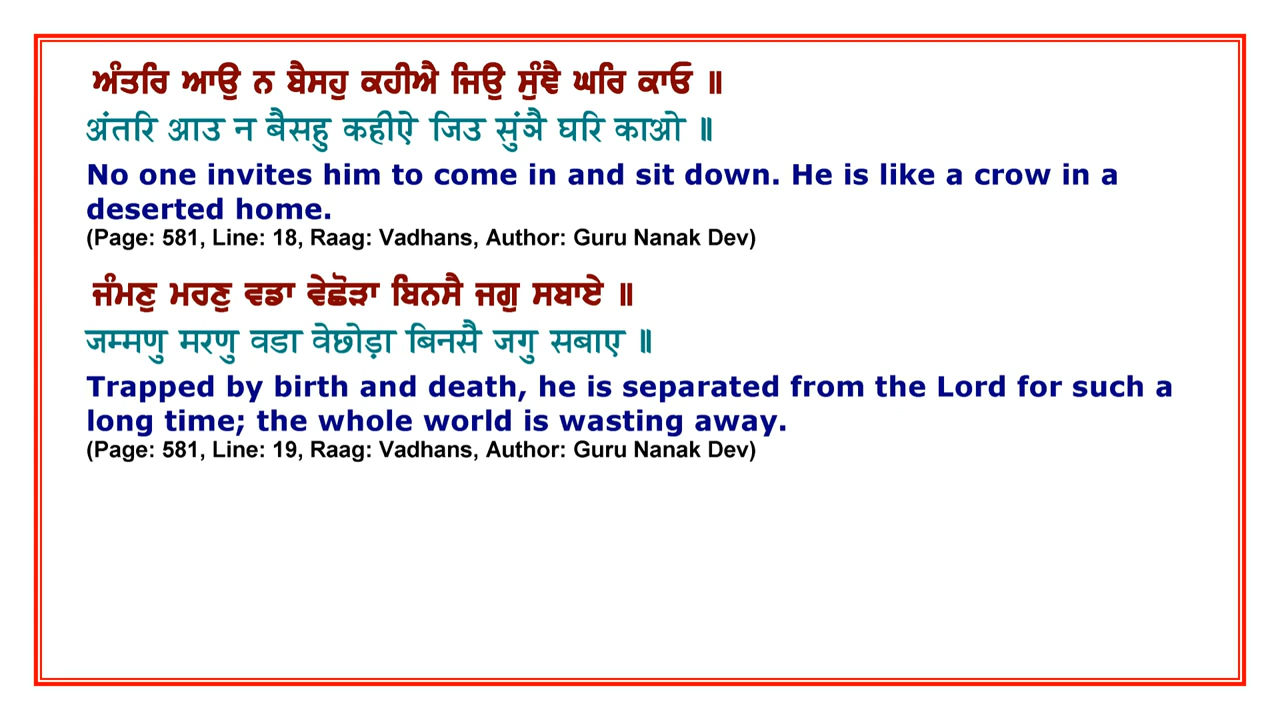 ਅੰਤਰਿ ਆਉ ਨ ਬੈਸਹੁ ਕਹੀਐ ਜਿਉ ਸੁੰਞੈ ਘਰਿ ਕਾਓ ॥
अंतरि आउ न बैसहु कहीऐ जिउ सुंञै घरि काओ ॥
No one invites him to come in and sit down. He is like a crow in a
deserted home.
(Page: 581, Line: 18, Raag: Vadhans, Author: Guru Nanak Dev)
ਜੰਮਣੁ ਮਰਣੁ ਵਡਾ ਵੇਛੋੜਾ ਬਿਨਸੈ ਜਗੁ ਸਬਾਏ ॥
जम्मणु मरणु वडा वेछोड़ा बिनसै जगु सबाए ॥
Trapped by birth and death, he is separated from the Lord for such a
long time; the whole world is wasting away.
(Page: 581, Line: 19, Raag: Vadhans, Author: Guru Nanak Dev)